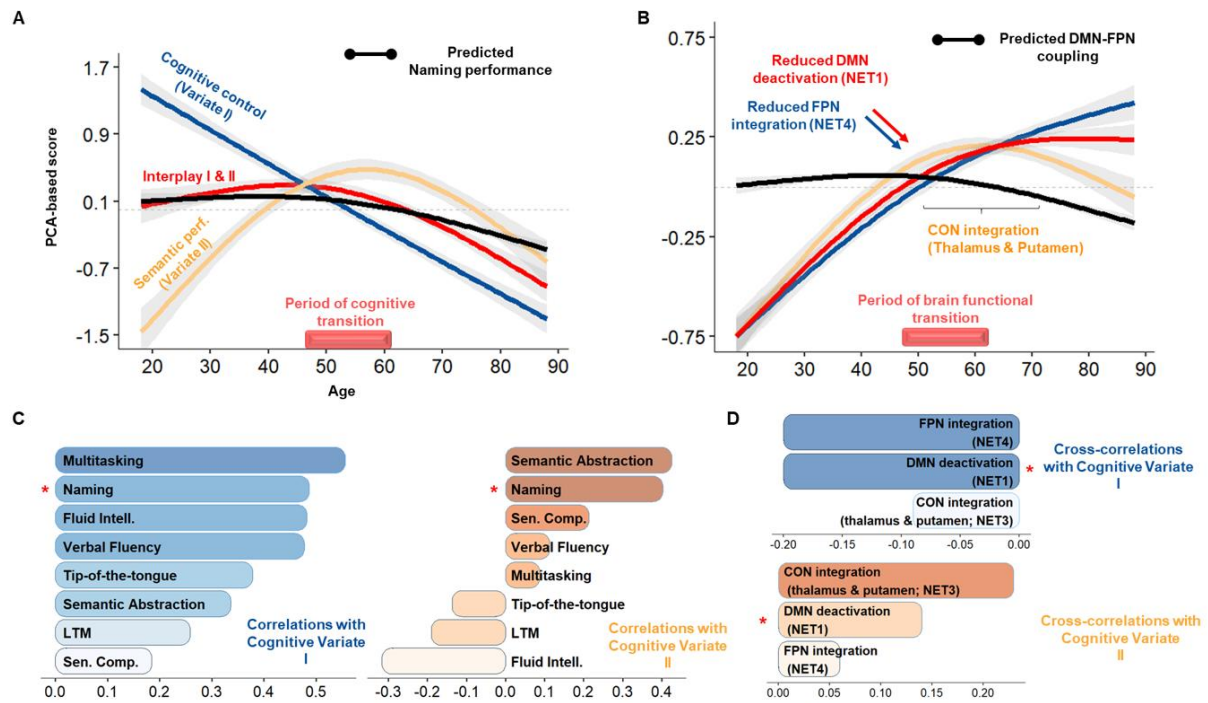 A
Cognitive control
(Variate I)
Predicted
Naming performance
Interplay I & II
Semantic perf.
(Variate II)
Period of cognitive
transition
PCA-based score
1.7
0.9
0.1
-0.7
-1.5
20 30 40 50 60 70 80 90
Age
B
Predicted DMN-FPN
coupling
Reduced DMN
deactivation (NET1)
Reduced FPN
integration (NET4)
CON integration
(Thalamus & Putamen)
Period of brain functional
transition
0.75
0.25
-0.25
-0.75
20 30 40 50 60 70 80 90
C
Multitasking
* Naming
Fluid Intell.
Verbal Fluency
Tip-of-the-tongue
Semantic Abstraction
LTM
Sen. Comp.
Correlations with
Cognitive Variate
I
0.0 0.1 0.2 0.3 0.4 0.5
Semantic Abstraction
* Naming
Sen. Comp.
Verbal Fluency
Multitasking
Tip-of-the-tongue
LTM
Fluid Intell.
Correlations with
Cognitive Variate
II
-0.3 -0.2 -0.1 0.0 0.1 0.2 0.3 0.4
D
FPN integration
(NET4)
DMN deactivation
(NET1) *
CON integration
(thalamus & putamen; NET3)
Cross-correlations
with Cognitive Variate
I
-0.20 -0.15 -0.10 -0.05 0.00
CON integration
(thalamus & putamen; NET3)
* DMN deactivation
(NET1)
FPN integration
(NET4)
Cross-correlations with
Cognitive Variate
II
0.00 0.05 0.10 0.15 0.20